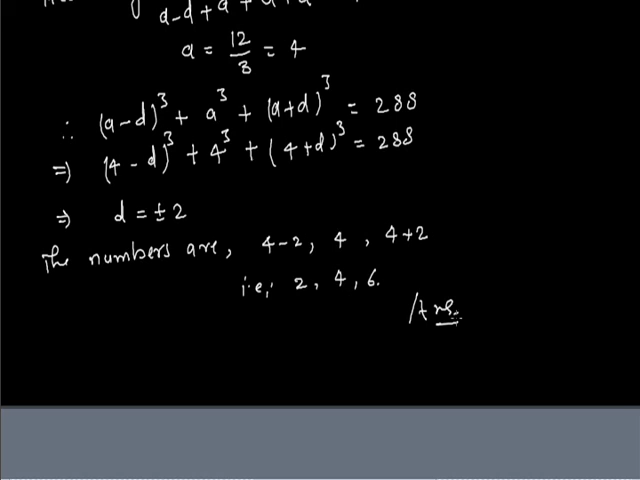 a-d+a+a+d
a = 12/3 = 4
∴ (a-d)³ + a³ + (a+d)³ = 288
⇒ (4-d)³ + 4³ + (4+d)³ = 288
⇒ d = ±2
The numbers are, 4-2, 4, 4+2
i.e; 2, 4, 6.
/Ans.